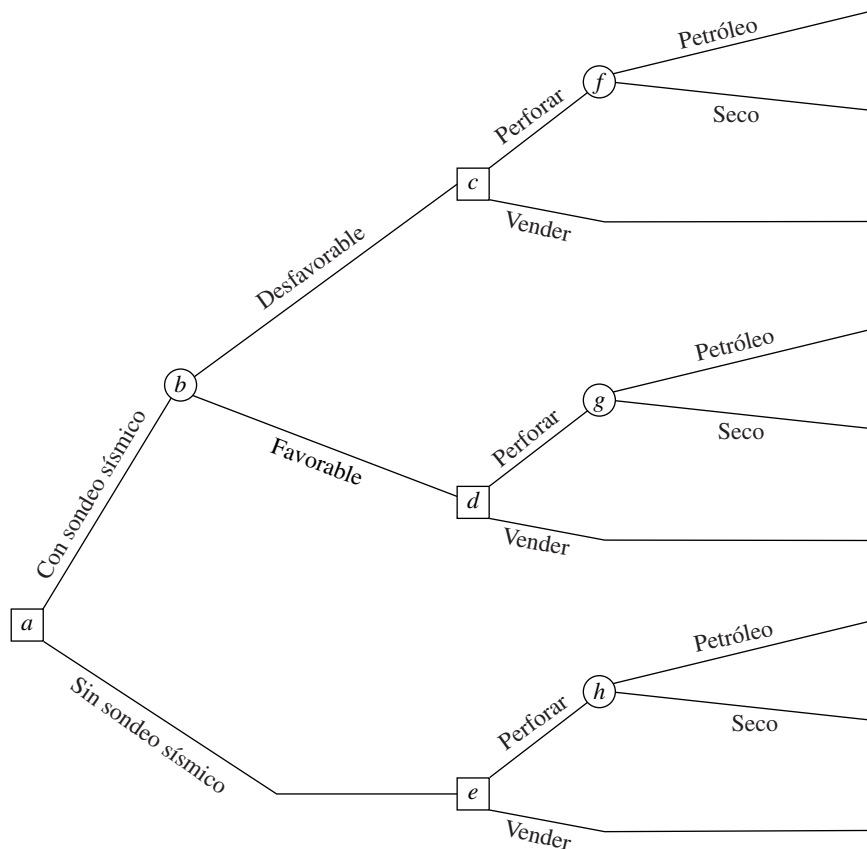 Petróleo
f
Perforar
Seco
c
Vender
Desfavorable
Petróleo
b
g
Perforar
Seco
Favorable
d
Con sondeo sísmico
Vender
a
Petróleo
h
Sin sondeo sísmico
Perforar
Seco
e
Vender